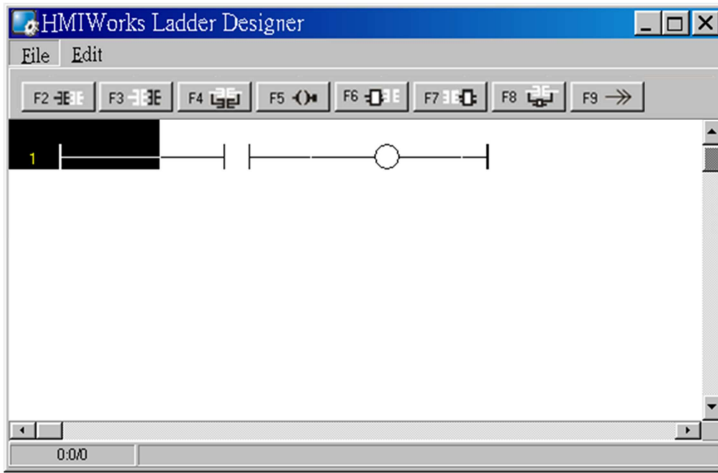 HMIWorks Ladder Designer
File Edit
F2 F3 F4 F5 F6 F7 F8 F9
1
0:0/0